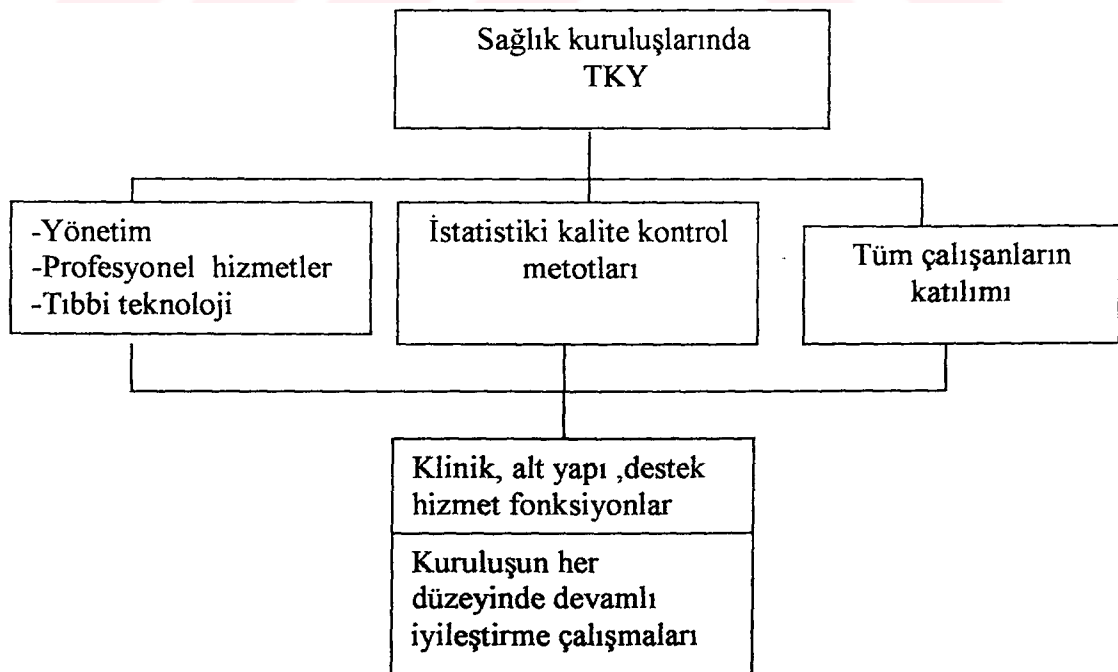 Sağlık kuruluşlarında
TKY
-Yönetim
-Profesyonel hizmetler
-Tıbbi teknoloji
İstatistiki kalite kontrol
metotları
Tüm çalışanların
katılımı
Klinik, alt yapı ,destek
hizmet fonksiyonlar
Kuruluşun her
düzeyinde devamlı
iyileştirme çalışmaları